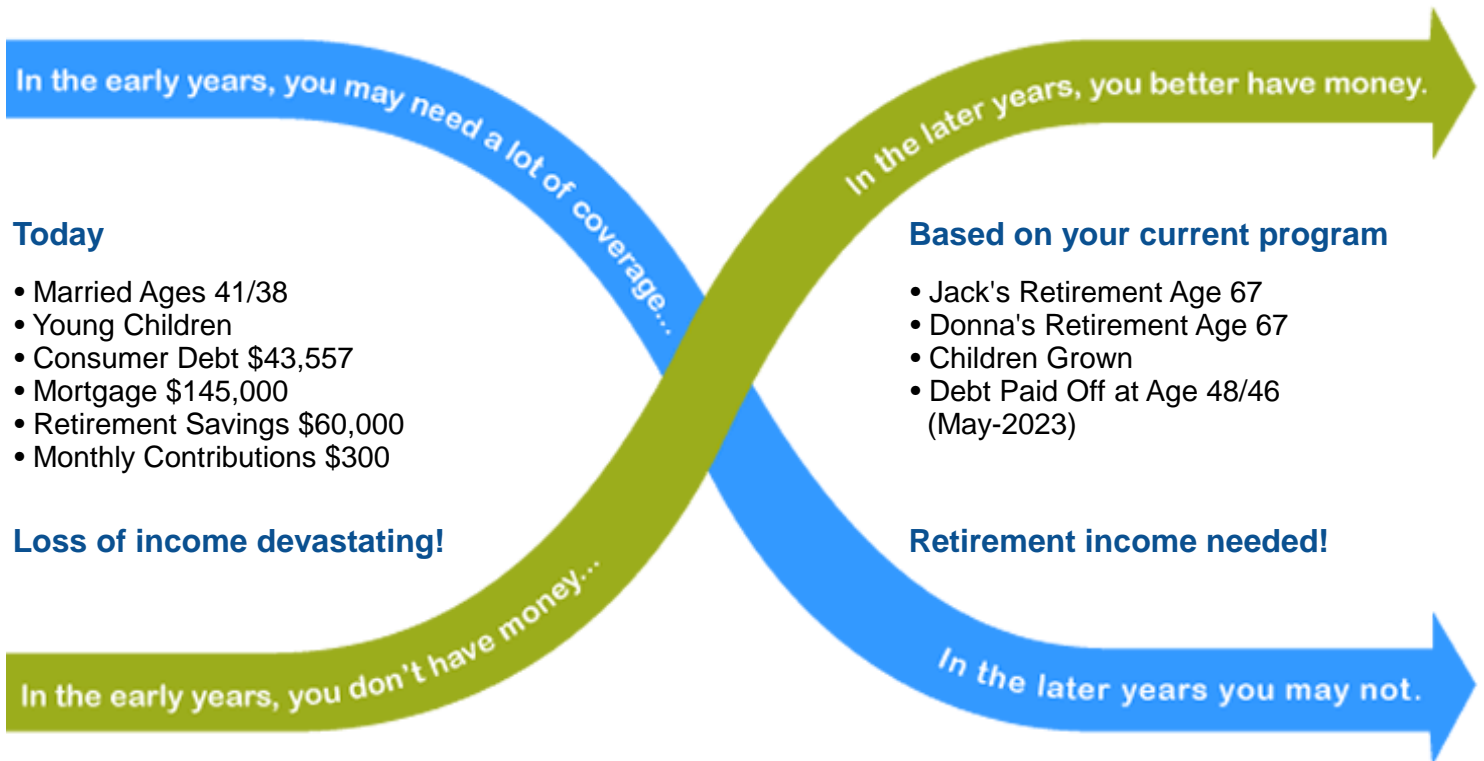 In the early years, you may need a lot of coverage...
In the later years, you better have money.
Today
• Married Ages 41/38
• Young Children
• Consumer Debt $43,557
• Mortgage $145,000
• Retirement Savings $60,000
• Monthly Contributions $300
Loss of income devastating!
Based on your current program
• Jack's Retirement Age 67
• Donna's Retirement Age 67
• Children Grown
• Debt Paid Off at Age 48/46
(May-2023)
Retirement income needed!
In the early years, you don't have money...
In the later years you may not.